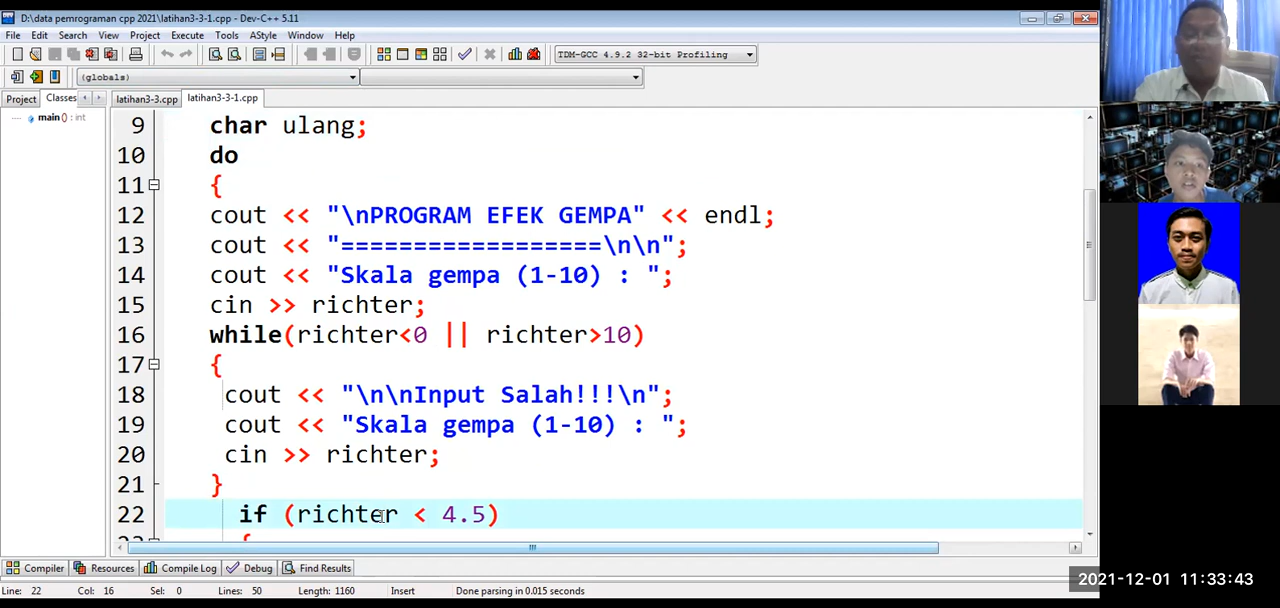 D:\data pemrograman cpp 2021\latihan3-3-1.cpp - Dev-C++ 5.11
File Edit Search View Project Execute Tools AStyle Window Help
TDM-GCC 4.9.2 32-bit Profiling
(globals)
Project Classes latihan3-3.cpp latihan3-3-1.cpp
main () : int
9 char ulang;
10 do
11 {
12 cout << "\nPROGRAM EFEK GEMPA" << endl;
13 cout << "==================\n\n";
14 cout << "Skala gempa (1-10) : ";
15 cin >> richter;
16 while(richter<0 || richter>10)
17 {
18 cout << "\n\nInput Salah!!!\n";
19 cout << "Skala gempa (1-10) : ";
20 cin >> richter;
21 }
22 if (richter < 4.5)
23 {
Compiler Resources Compile Log Debug Find Results
Line: 22 Col: 16 Sel: 0 Lines: 50 Length: 1160 Insert Done parsing in 0.015 seconds
2021-12-01 11:33:43